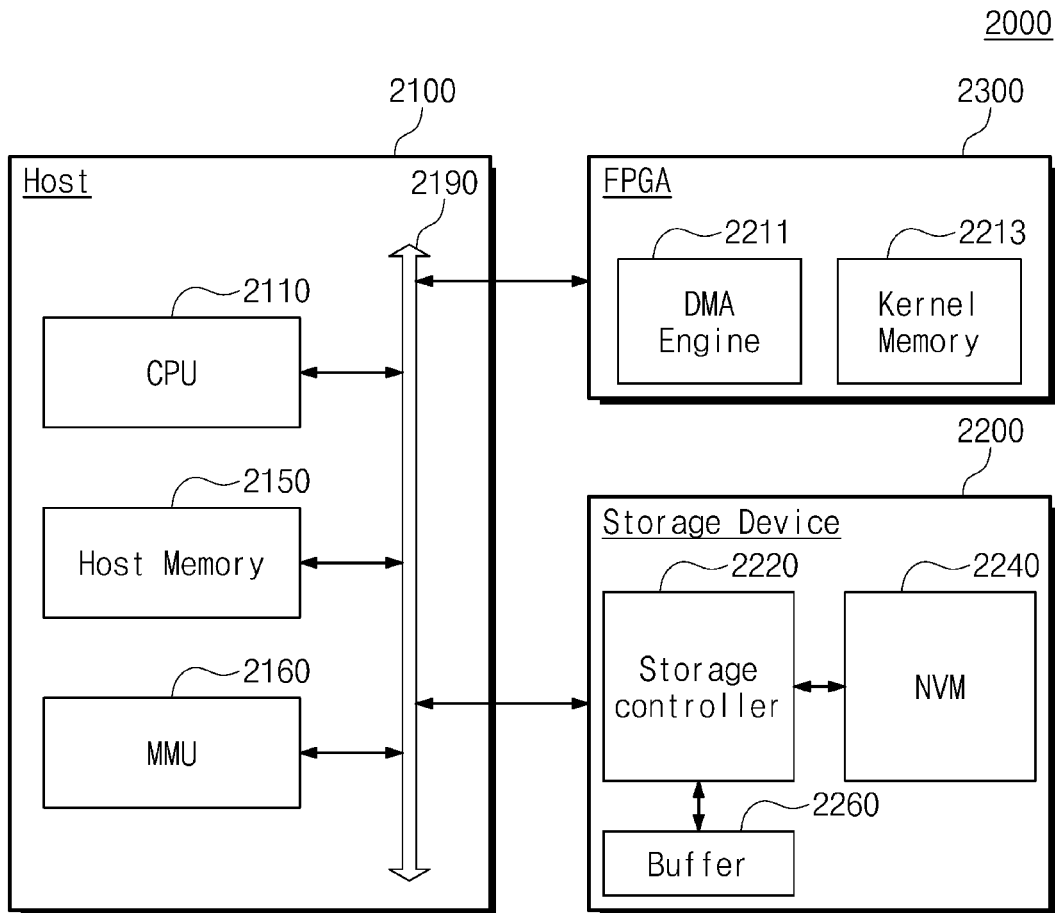 2000
2100
Host
2190
2110
CPU
2150
Host Memory
2160
MMU
2300
FPGA
2211
DMA
Engine
2213
Kernel
Memory
2200
Storage Device
2220
Storage
controller
2240
NVM
2260
Buffer